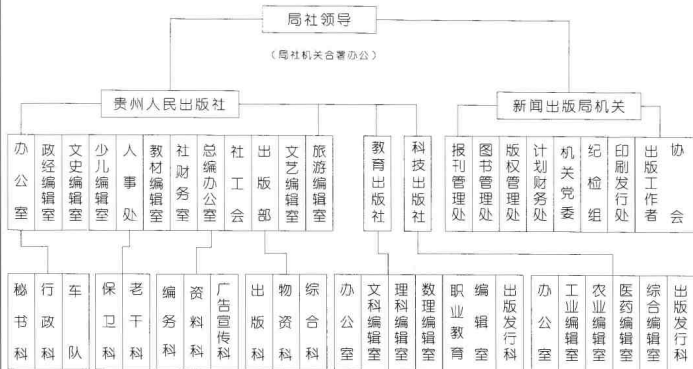 局社领导
（局社机关合署办公）
贵州人民出版社
新闻出版局机关
办公室
政经编辑室
文史编辑室
少儿编辑室
人事处
教材编辑室
社财务室
总编办公室
社工会
出版部
文艺编辑室
旅游编辑室
教育出版社
科技出版社
报刊管理处
图书管理处
版权管理处
计划财务处
机关党委
纪检组
印刷发行处
出版工作者
协会
秘书科
行政科
车队
保卫科
老干科
编务科
资料科
广告宣传科
出版科
物资科
综合科
办公室
文科编辑室
理科编辑室
数理编辑室
职业教育
编辑室
出版发行科
办公室
工业编辑室
农业编辑室
医药编辑室
综合编辑室
出版发行科